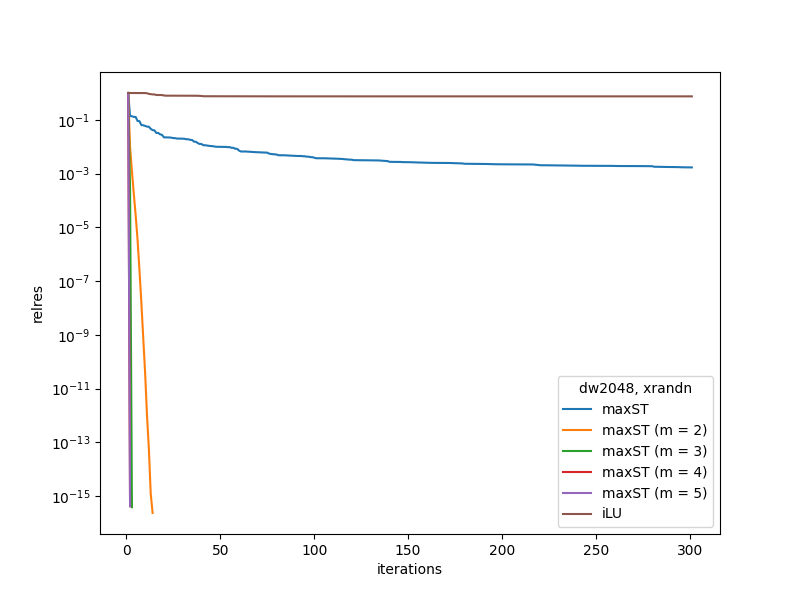 relres
10⁻¹
10⁻³
10⁻⁵
10⁻⁷
10⁻⁹
10⁻¹¹
10⁻¹³
10⁻¹⁵
dw2048, xrandn
maxST
maxST (m = 2)
maxST (m = 3)
maxST (m = 4)
maxST (m = 5)
iLU
0 50 100 150 200 250 300
iterations